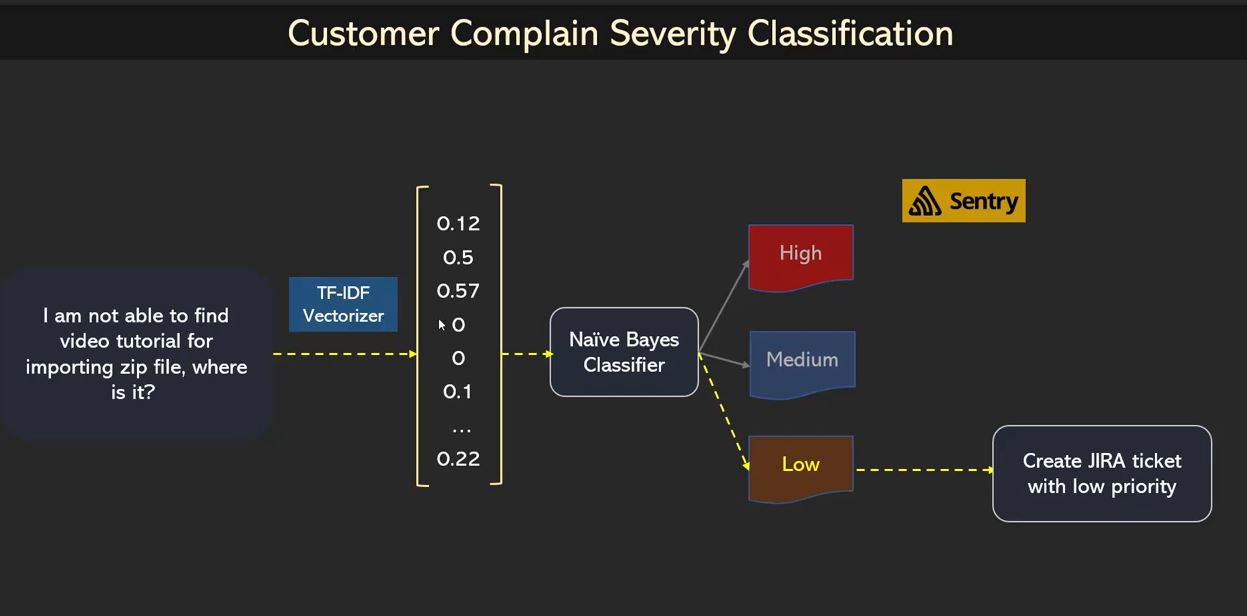 Customer Complain Severity Classification
Sentry
I am not able to find
video tutorial for
importing zip file, where
is it?
TF-IDF
Vectorizer
0.12
0.5
0.57
0
0
0.1
...
0.22
Naïve Bayes
Classifier
High
Medium
Low
Create JIRA ticket
with low priority